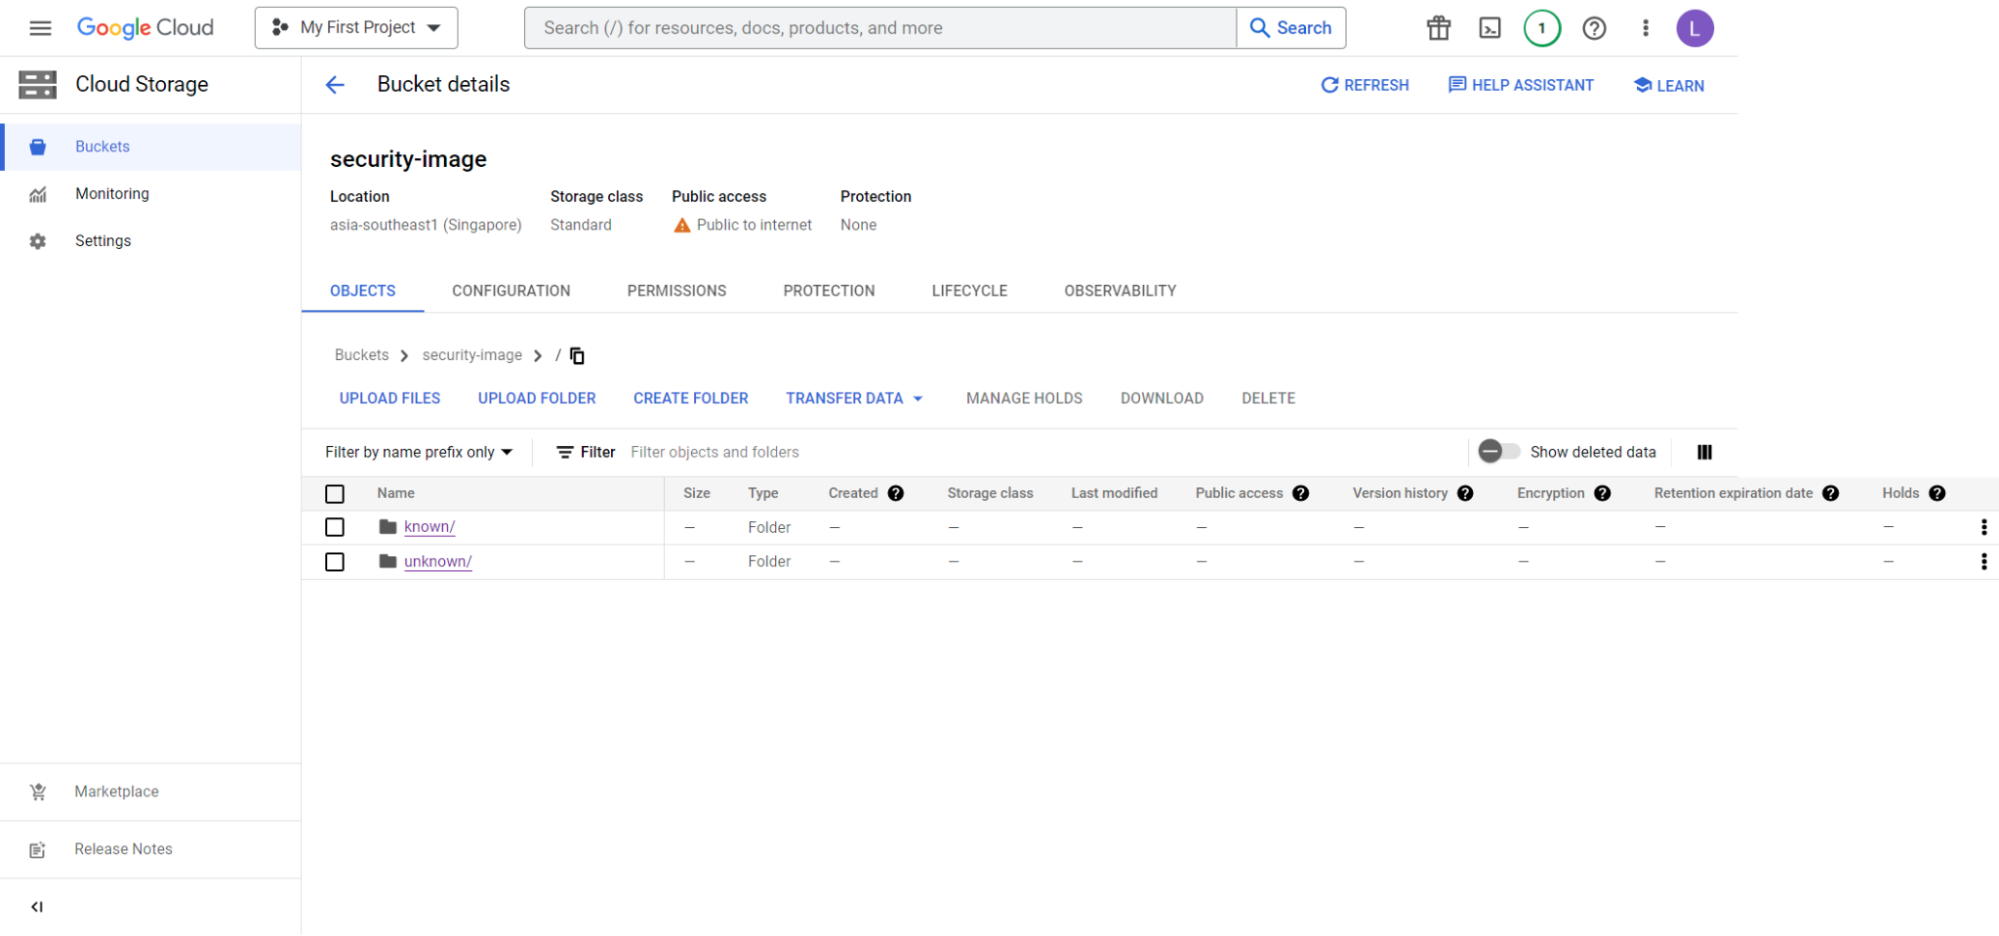 Google Cloud
My First Project
Search (/) for resources, docs, products, and more
Search
1
L
Cloud Storage
Bucket details
REFRESH
HELP ASSISTANT
LEARN
Buckets
Monitoring
Settings
security-image
Location Storage class Public access Protection
asia-southeast1 (Singapore) Standard Public to internet None
OBJECTS CONFIGURATION PERMISSIONS PROTECTION LIFECYCLE OBSERVABILITY
Buckets > security-image > /
UPLOAD FILES UPLOAD FOLDER CREATE FOLDER TRANSFER DATA MANAGE HOLDS DOWNLOAD DELETE
Filter by name prefix only Filter Filter objects and folders Show deleted data
Name Size Type Created Storage class Last modified Public access Version history Encryption Retention expiration date Holds
known/ — Folder — — — — — — — —
unknown/ — Folder — — — — — — — —
Marketplace
Release Notes